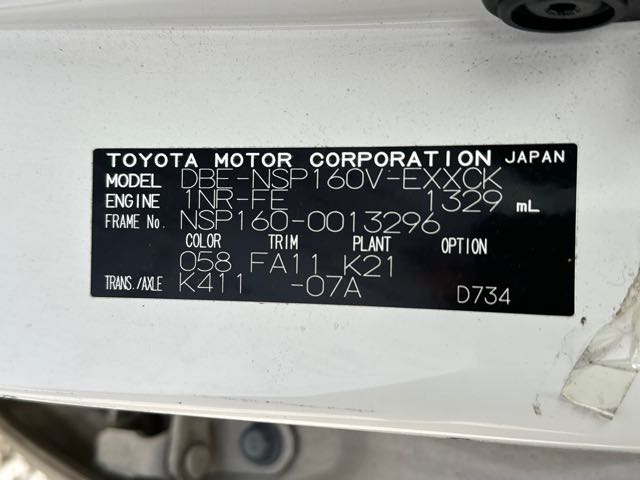 TOYOTA MOTOR CORPORATION JAPAN
MODEL DBE-NSP160V-EXXCK
ENGINE 1NR-FE 1329 mL
FRAME No. NSP160-0013296
COLOR TRIM PLANT OPTION
058 FA11 K21
TRANS./AXLE K411 -07A D734